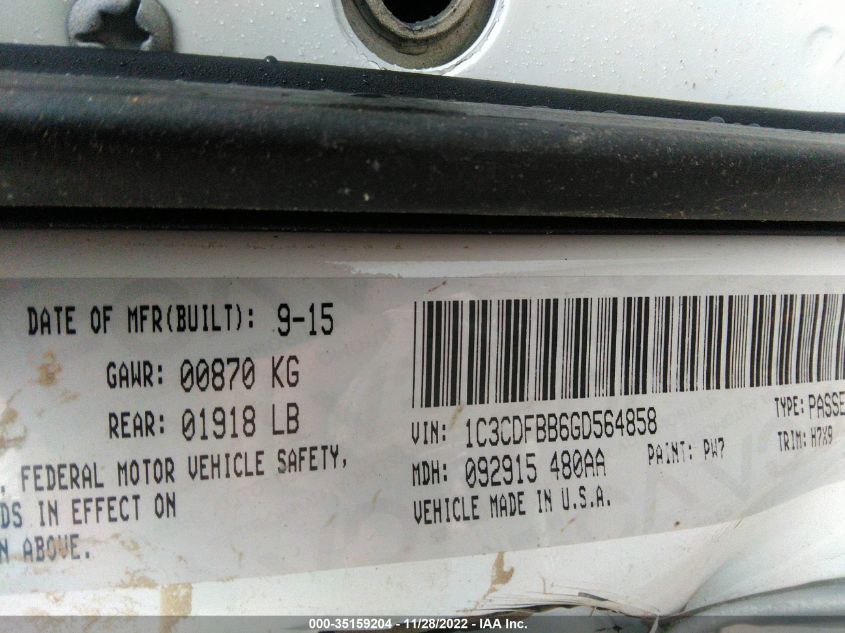 DATE OF MFR(BUILT): 9-15
GAWR: 00870 KG
REAR: 01918 LB
, FEDERAL MOTOR VEHICLE SAFETY,
DS IN EFFECT ON
N ABOVE.
VIN: 1C3CDFBB6GD564858
TYPE: PASSE
MDH: 092915 480AA
PAINT: PW7
TRIM: H7X9
VEHICLE MADE IN U.S.A.
000-35159204 - 11/28/2022 - IAA Inc.